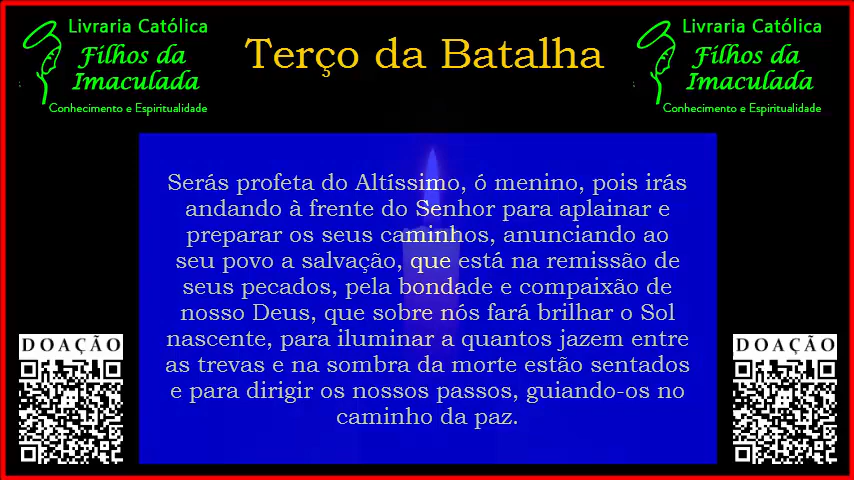 Livraria Católica
Filhos da
Imaculada
Conhecimento e Espiritualidade
Terço da Batalha
Livraria Católica
Filhos da
Imaculada
Conhecimento e Espiritualidade
Serás profeta do Altíssimo, ó menino, pois irás
andando à frente do Senhor para aplainar e
preparar os seus caminhos, anunciando ao
seu povo a salvação, que está na remissão de
seus pecados, pela bondade e compaixão de
nosso Deus, que sobre nós fará brilhar o Sol
nascente, para iluminar a quantos jazem entre
as trevas e na sombra da morte estão sentados
e para dirigir os nossos passos, guiando-os no
caminho da paz.
DOAÇÃO
DOAÇÃO